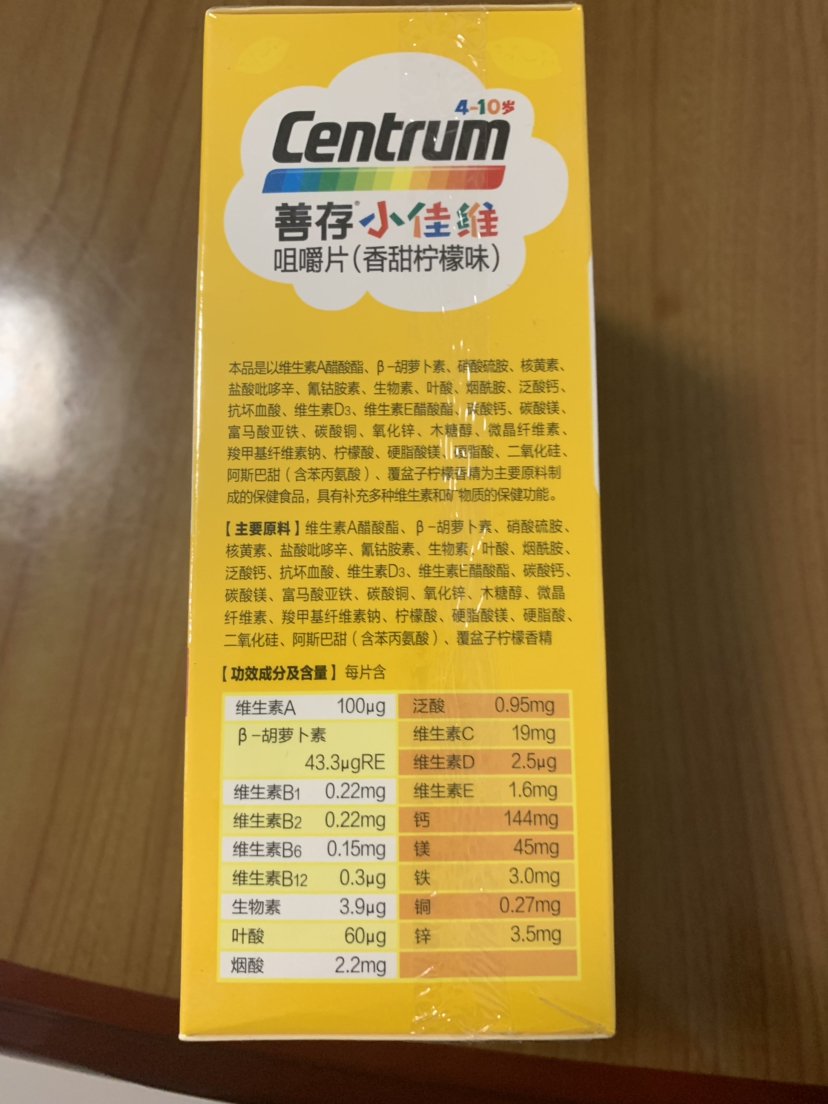 4-10岁
Centrum
善存®小佳维
咀嚼片(香甜柠檬味)
本品是以维生素A醋酸酯、β-胡萝卜素、硝酸硫胺、核黄素、
盐酸吡哆辛、氰钴胺素、生物素、叶酸、烟酰胺、泛酸钙、
抗坏血酸、维生素D3、维生素E醋酸酯、碳酸钙、碳酸镁、
富马酸亚铁、碳酸铜、氧化锌、木糖醇、微晶纤维素、
羧甲基纤维素钠、柠檬酸、硬脂酸镁、硬脂酸、二氧化硅、
阿斯巴甜(含苯丙氨酸)、覆盆子柠檬香精为主要原料制
成的保健食品,具有补充多种维生素和矿物质的保健功能。
【主要原料】维生素A醋酸酯、β-胡萝卜素、硝酸硫胺、
核黄素、盐酸吡哆辛、氰钴胺素、生物素、叶酸、烟酰胺、
泛酸钙、抗坏血酸、维生素D3、维生素E醋酸酯、碳酸钙、
碳酸镁、富马酸亚铁、碳酸铜、氧化锌、木糖醇、微晶
纤维素、羧甲基纤维素钠、柠檬酸、硬脂酸镁、硬脂酸、
二氧化硅、阿斯巴甜(含苯丙氨酸)、覆盆子柠檬香精
【功效成分及含量】每片含
维生素A 100μg 泛酸 0.95mg
β-胡萝卜素 维生素C 19mg
43.3μgRE 维生素D 2.5μg
维生素B1 0.22mg 维生素E 1.6mg
维生素B2 0.22mg 钙 144mg
维生素B6 0.15mg 镁 45mg
维生素B12 0.3μg 铁 3.0mg
生物素 3.9μg 铜 0.27mg
叶酸 60μg 锌 3.5mg
烟酸 2.2mg